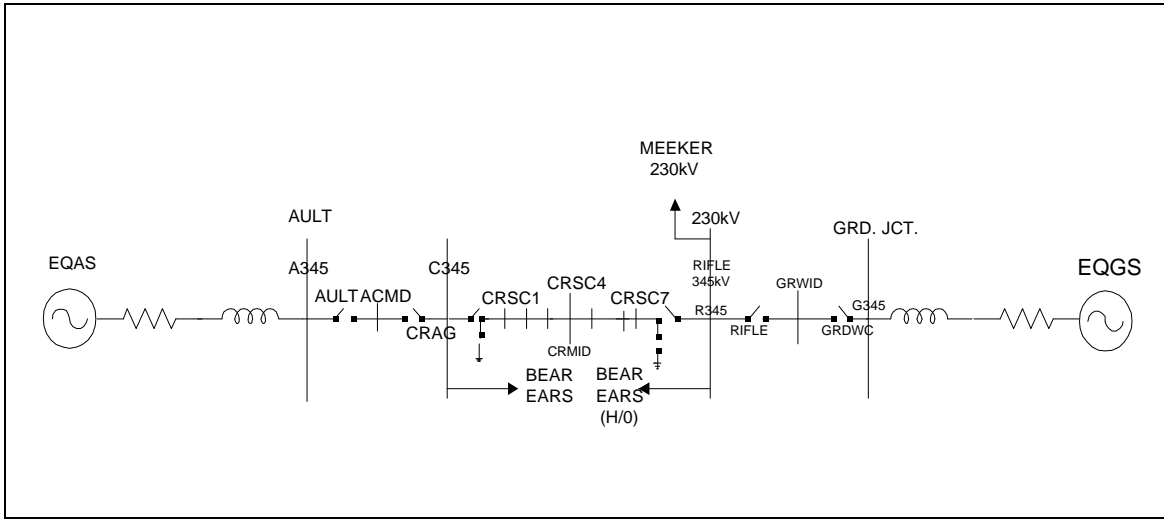 MEEKER
230kV
AULT
230kV
GRD. JCT.
EQAS
A345
C345
CRSC1
CRSC4
CRSC7
RIFLE
345kV
GRWID
EQGS
AULT
ACMD
CRAG
CRMID
R345
RIFLE
GRDWC
G345
BEAR
EARS
BEAR
EARS
(H/0)